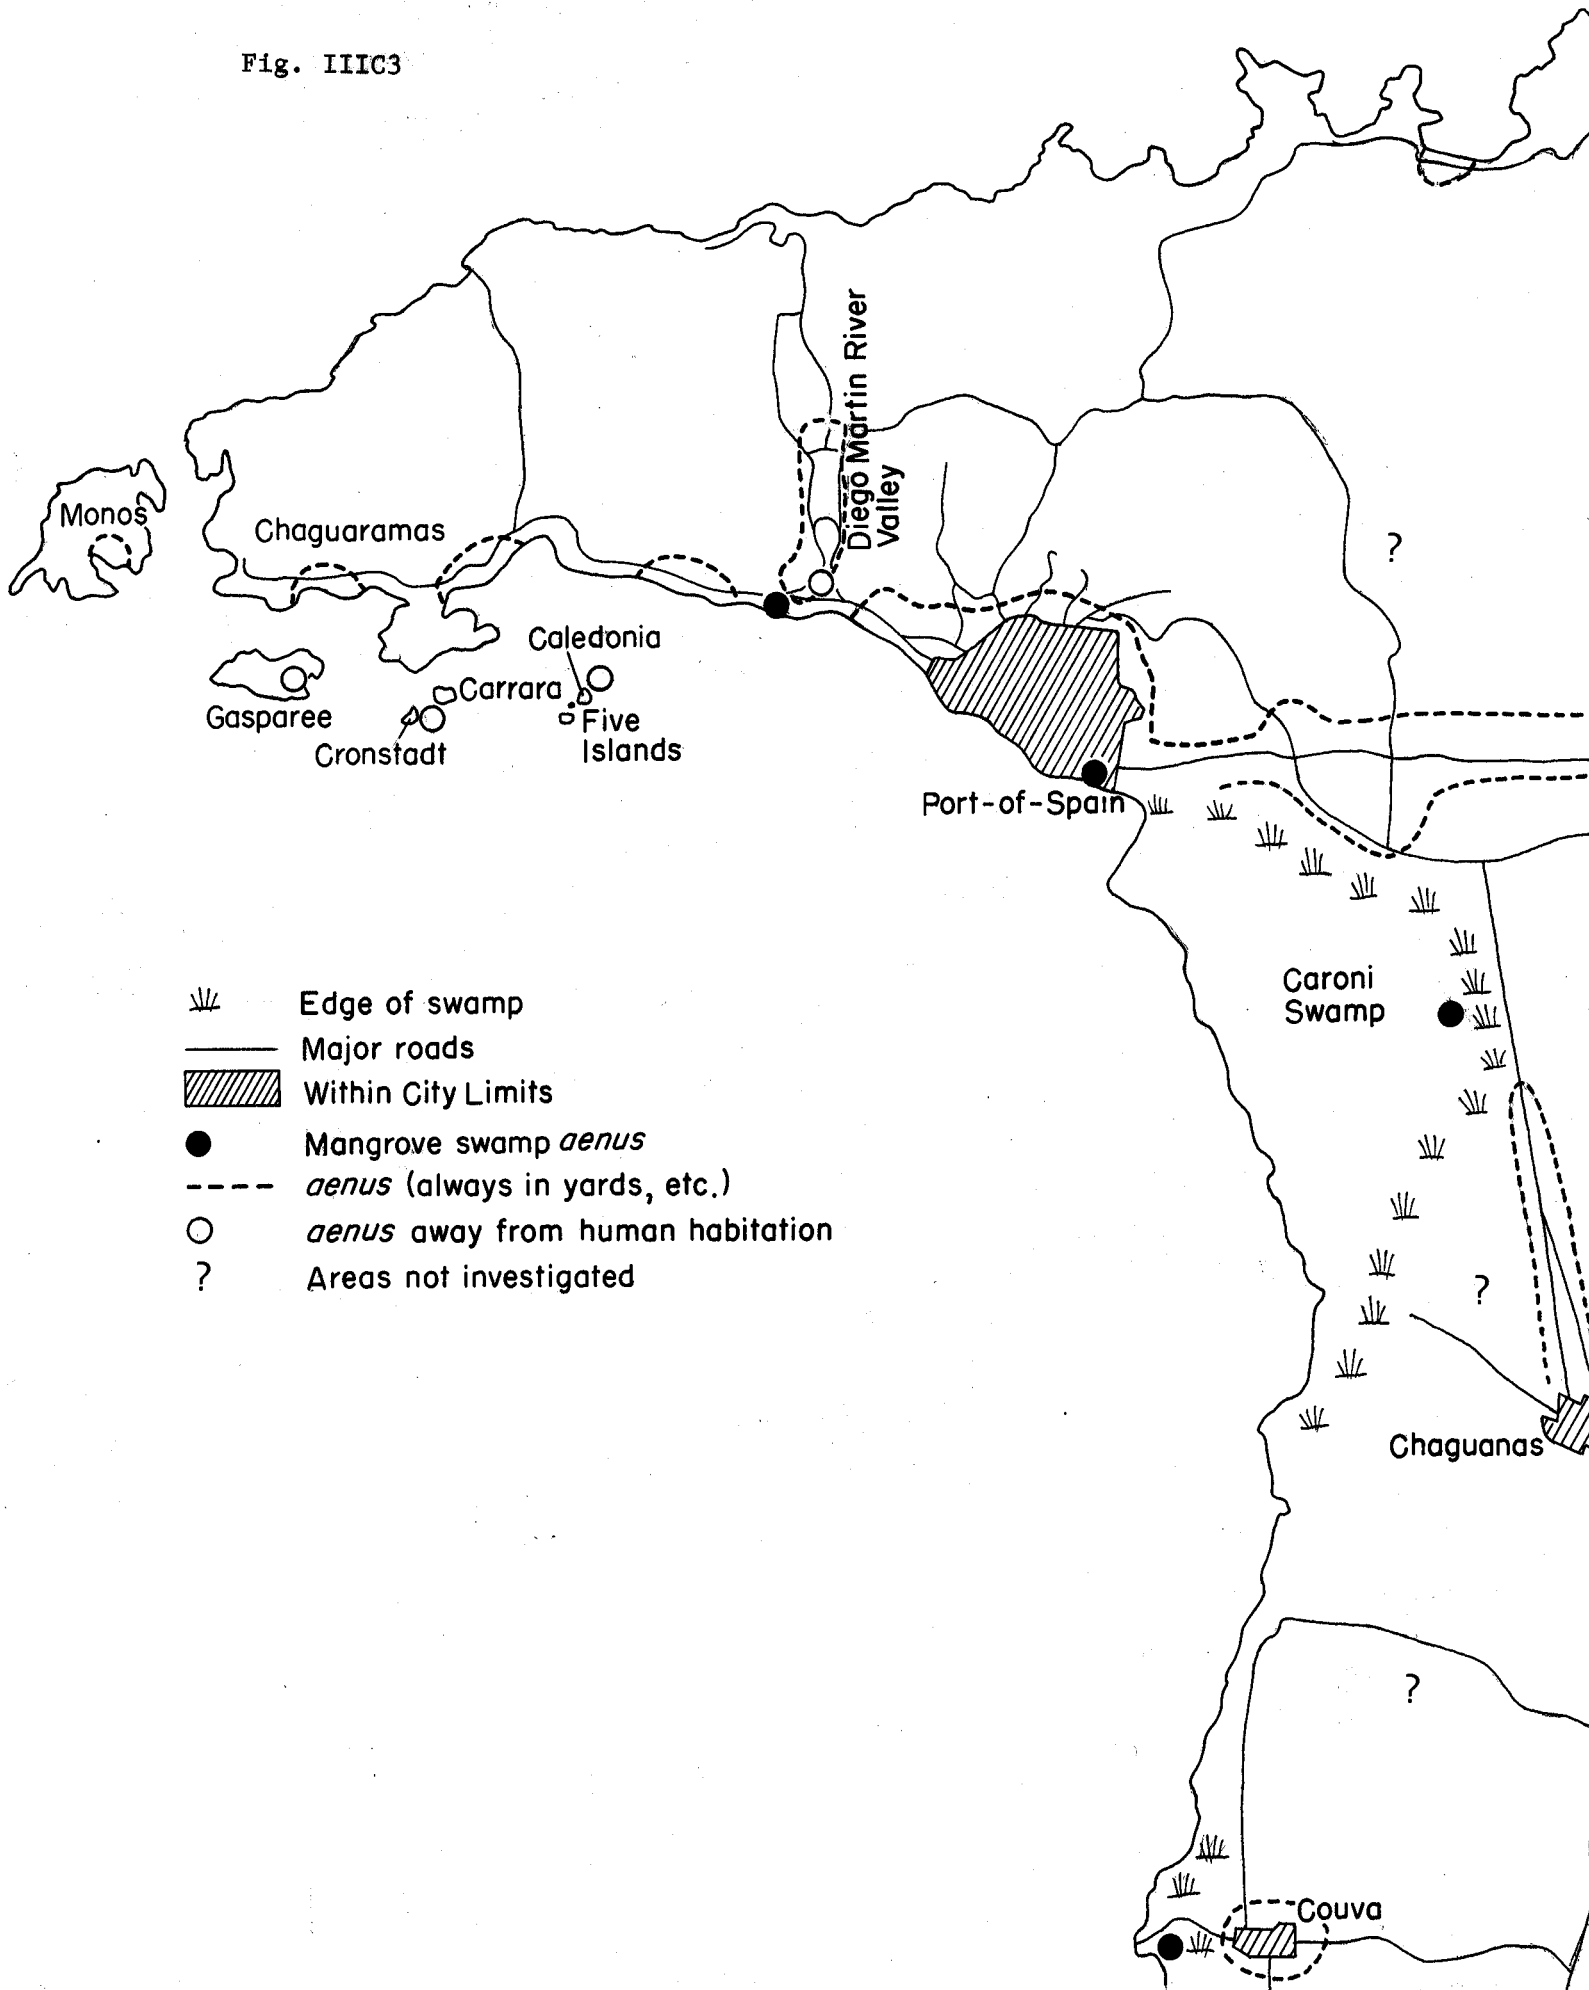 Fig. IIIC3
Diego Martin River
Valley
Monos
Chaguaramas
?
Caledonia
Carrara
Gasparee
Five
Islands
Cronstadt
Port-of-Spain
Caroni
Swamp
Edge of swamp
Major roads
Within City Limits
Mangrove swamp aenus
aenus (always in yards, etc.)
aenus away from human habitation
? Areas not investigated
?
Chaguanas
?
Couva